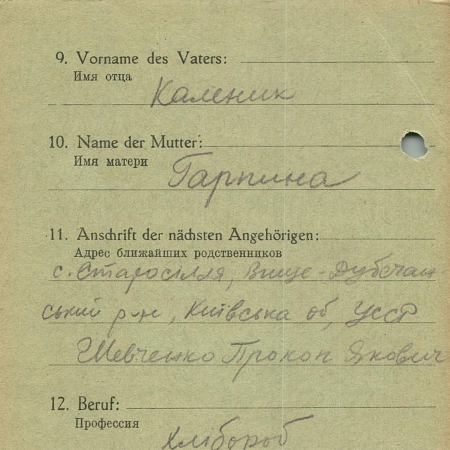 9. Vorname des Vaters:
Имя отца
Каленик
10. Name der Mutter:
Имя матери
Гарпина
11. Anschrift der nächsten Angehörigen:
Адрес ближайших родственников
с. Старосілля, Вище-Дубечан
ський р-н, Київська об, УССР
Шевченко Прокоп Якович
12. Beruf:
Профессия
хлібороб